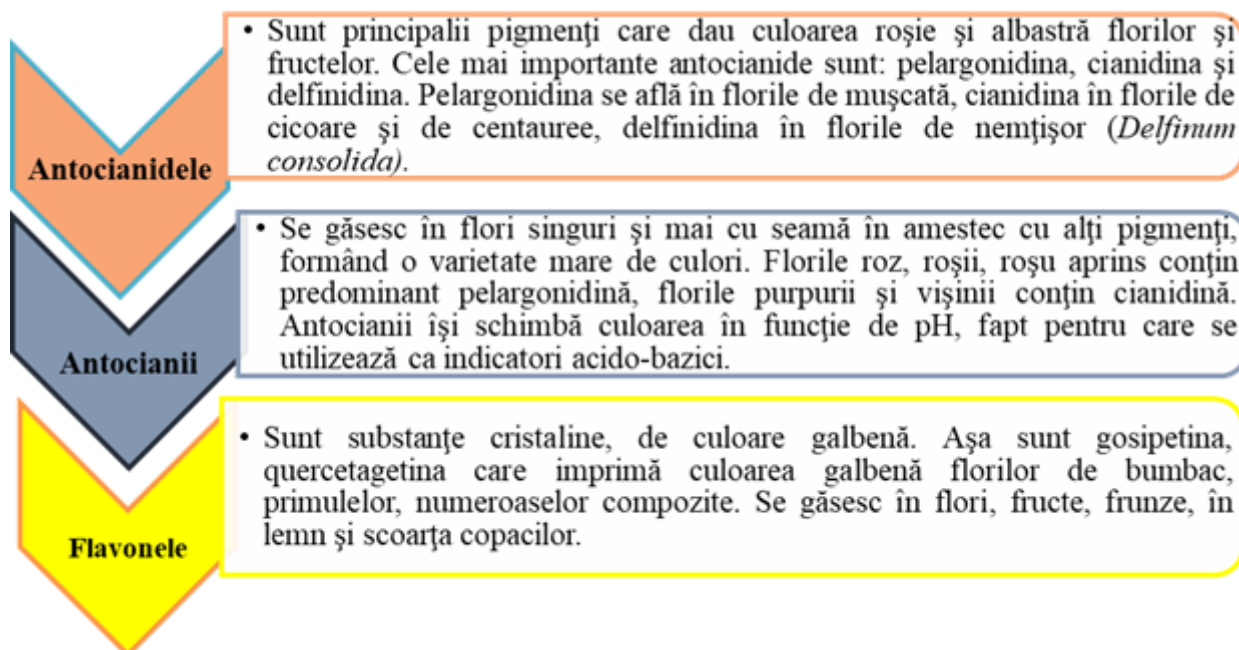 • Sunt principalii pigmenţi care dau culoarea roşie şi albastră florilor şi
fructelor. Cele mai importante antocianide sunt: pelargonidina, cianidina şi
delfinidina. Pelargonidina se află în florile de muşcată, cianidina în florile de
cicoare şi de centauree, delfinidina în florile de nemţişor (Delfinum
consolida).
Antocianidele
• Se găsesc în flori singuri şi mai cu seamă în amestec cu alţi pigmenţi,
formând o varietate mare de culori. Florile roz, roşii, roşu aprins conţin
predominant pelargonidină, florile purpurii şi vişinii conţin cianidină.
Antocianii îşi schimbă culoarea în funcţie de pH, fapt pentru care se
utilizează ca indicatori acido-bazici.
Antocianii
• Sunt substanţe cristaline, de culoare galbenă. Aşa sunt gosipetina,
quercetagetina care imprimă culoarea galbenă florilor de bumbac,
primulelor, numeroaselor compozite. Se găsesc în flori, fructe, frunze, în
lemn şi scoarţa copacilor.
Flavonele